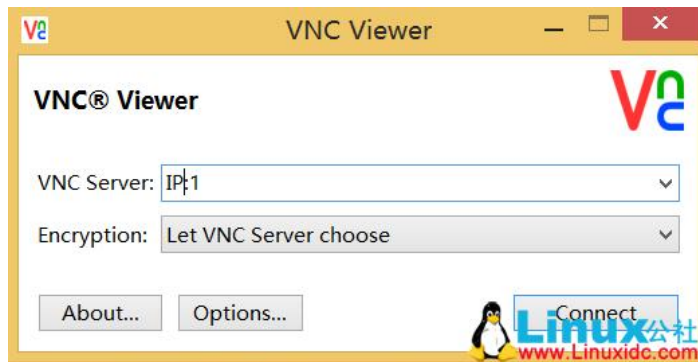 VNC Viewer
VNC® Viewer
VNC
VNC Server: IP:1
Encryption: Let VNC Server choose
About... Options... Connect
Linux公社
www.Linuxidc.com